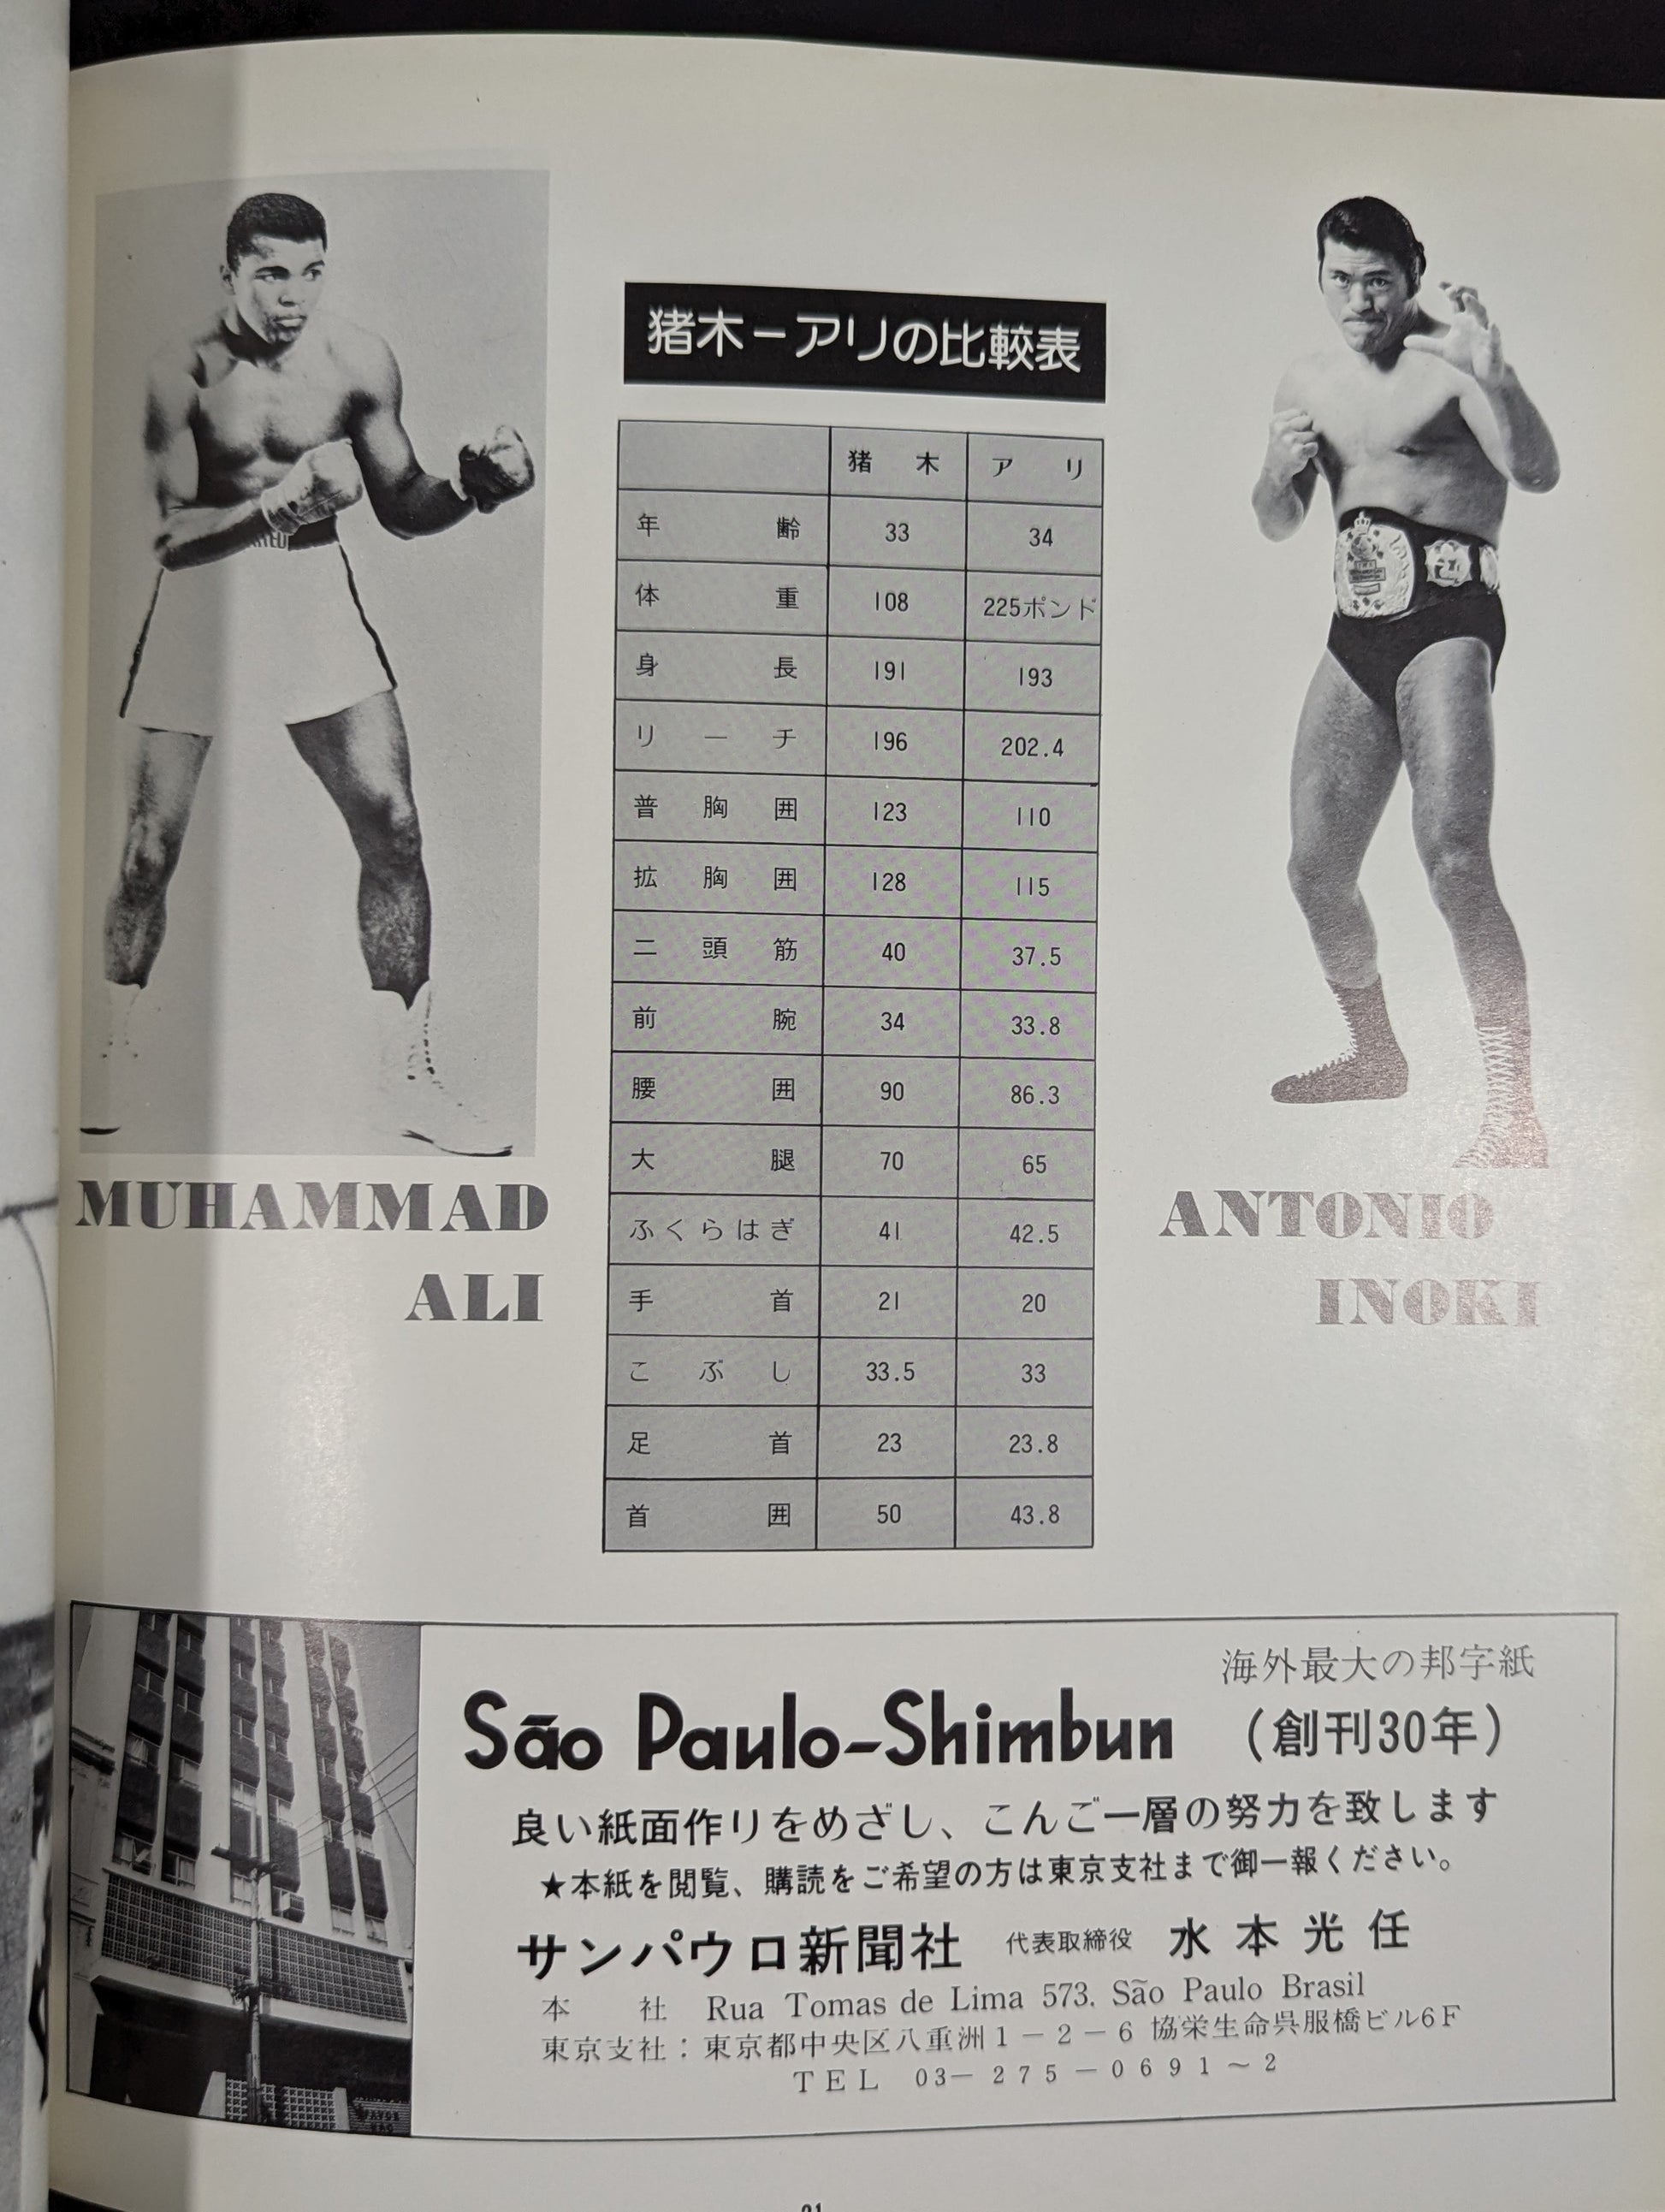 猪木－アリの比較表
猪木 アリ
年齢 33 34
体重 108 225ポンド
身長 191 193
リーチ 196 202.4
普胸囲 123 110
拡胸囲 128 115
二頭筋 40 37.5
前腕 34 33.8
腰囲 90 86.3
大腿 70 65
ふくらはぎ 41 42.5
手首 21 20
こぶし 33.5 33
足首 23 23.8
首囲 50 43.8
MUHAMMAD
ALI
ANTONIO
INOKI
海外最大の邦字紙
São Paulo-Shimbun
(創刊30年)
良い紙面作りをめざし、こんご一層の努力を致します
★本紙を閲覧、購読をご希望の方は東京支社まで御一報ください。
サンパウロ新聞社 代表取締役 水本光任
本社 Rua Tomas de Lima 573. São Paulo Brasil
東京支社：東京都中央区八重洲1－2－6 協栄生命呉服橋ビル6F
TEL 03－275－0691～2